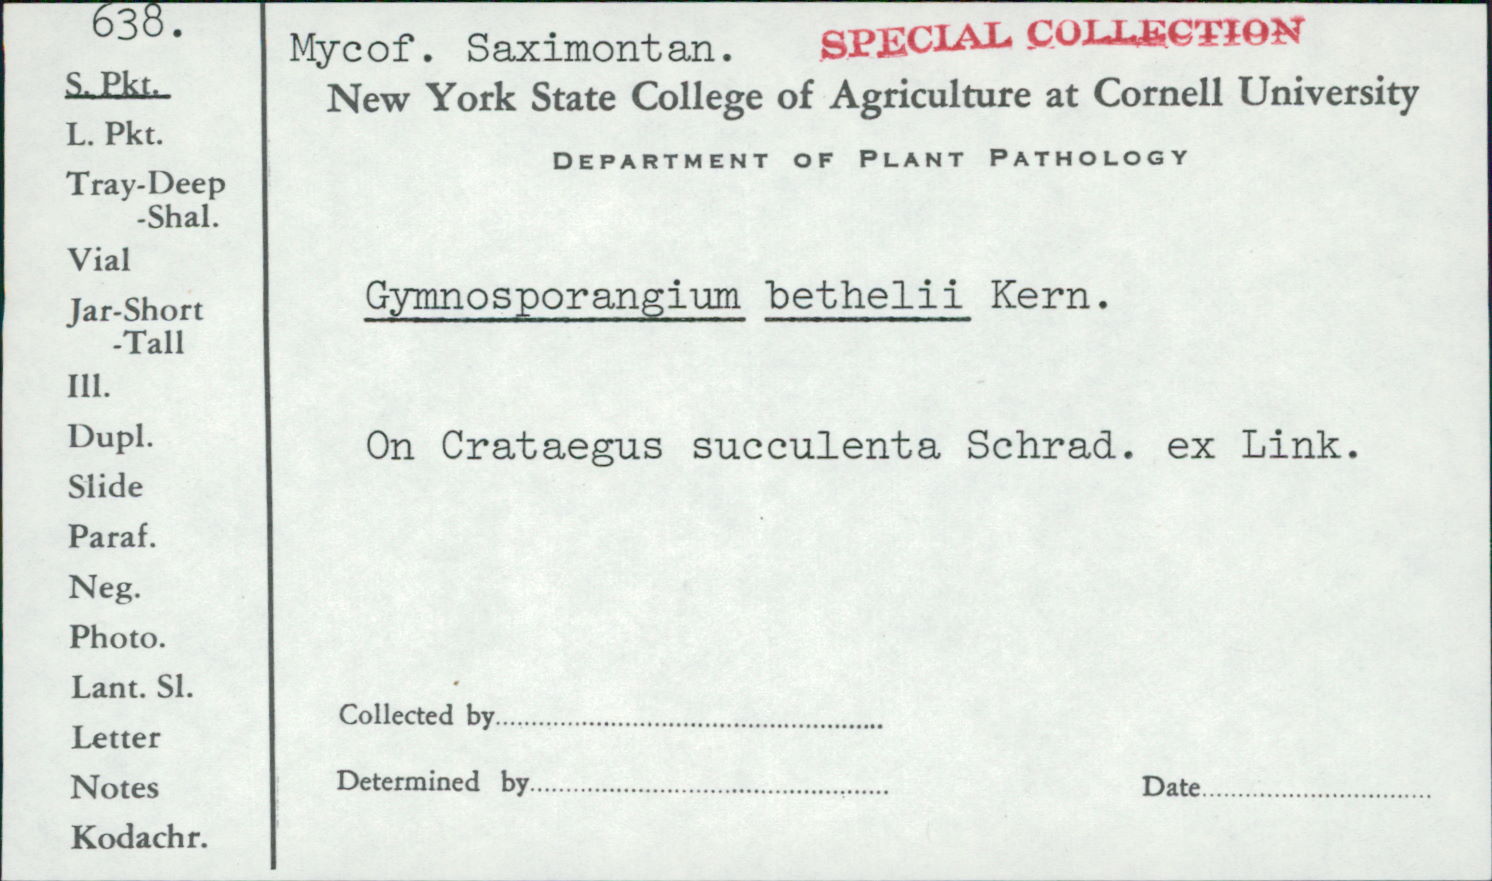 638.
S. Pkt.
L. Pkt.
Tray-Deep
-Shal.
Vial
Jar-Short
-Tall
Ill.
Dupl.
Slide
Paraf.
Neg.
Photo.
Lant. Sl.
Letter
Notes
Kodachr.
Mycof. Saximontan. SPECIAL COLLECTION
New York State College of Agriculture at Cornell University
DEPARTMENT OF PLANT PATHOLOGY
Gymnosporangium bethelii Kern.
On Crataegus succulenta Schrad. ex Link.
Collected by
Determined by Date